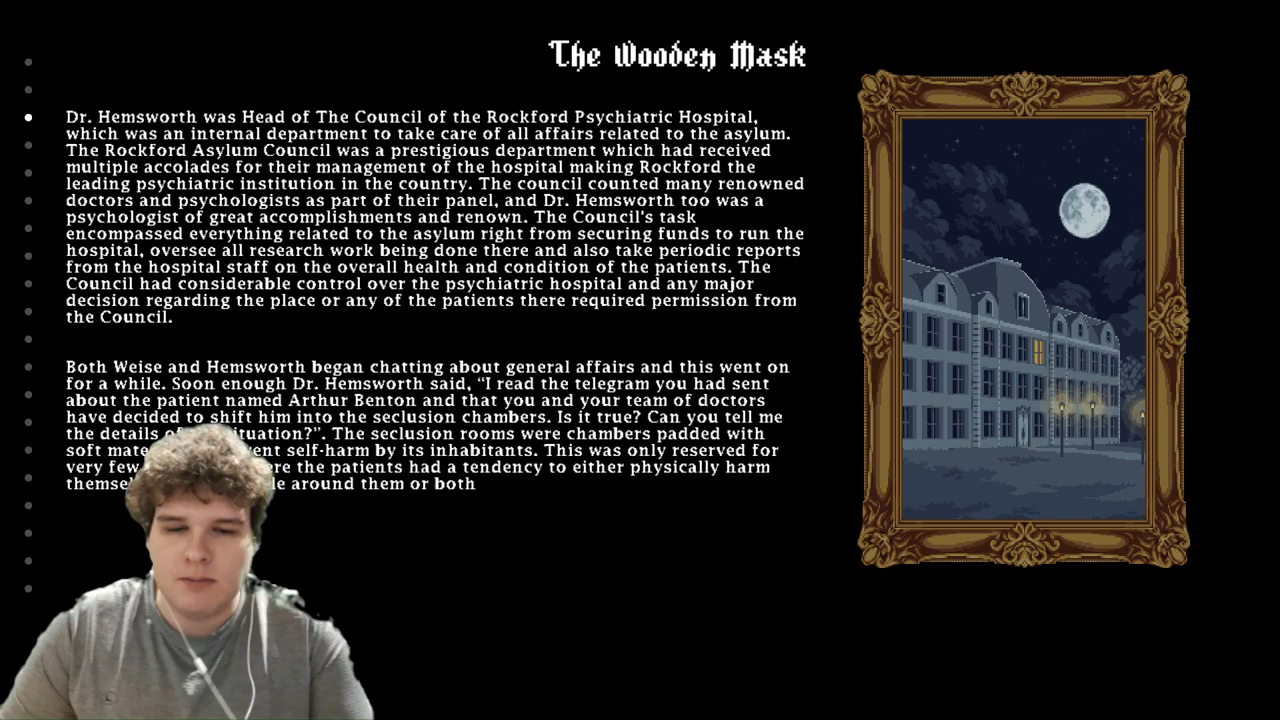 The Wooden Mask
Dr. Hemsworth was Head of The Council of the Rockford Psychiatric Hospital,
which was an internal department to take care of all affairs related to the asylum.
The Rockford Asylum Council was a prestigious department which had received
multiple accolades for their management of the hospital making Rockford the
leading psychiatric institution in the country. The council counted many renowned
doctors and psychologists as part of their panel, and Dr. Hemsworth too was a
psychologist of great accomplishments and renown. The Council's task
encompassed everything related to the asylum right from securing funds to run the
hospital, oversee all research work being done there and also take periodic reports
from the hospital staff on the overall health and condition of the patients. The
Council had considerable control over the psychiatric hospital and any major
decision regarding the place or any of the patients there required permission from
the Council.
Both Weise and Hemsworth began chatting about general affairs and this went on
for a while. Soon enough Dr. Hemsworth said, “I read the telegram you had sent
about the patient named Arthur Benton and that you and your team of doctors
have decided to shift him into the seclusion chambers. Is it true? Can you tell me
the details situation?”. The seclusion rooms were chambers padded with
soft self-harm by its inhabitants. This was only reserved for
very few the patients had a tendency to either physically harm
around them or both